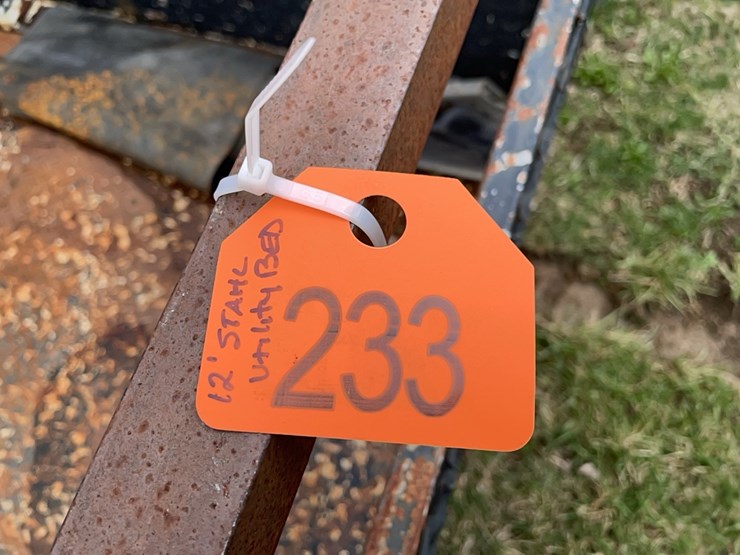 12' STAHL
Utility BED
233